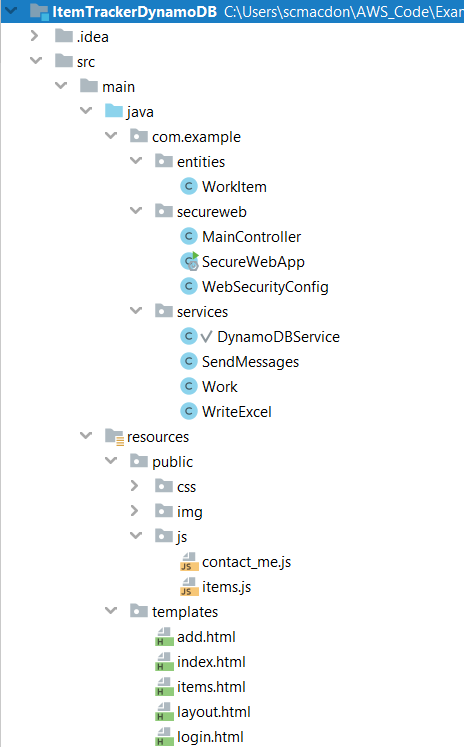 ItemTrackerDynamoDB C:\Users\scmacdon\AWS_Code\Exam
.idea
src
main
java
com.example
entities
WorkItem
secureweb
MainController
SecureWebApp
WebSecurityConfig
services
DynamoDBService
SendMessages
Work
WriteExcel
resources
public
css
img
js
contact_me.js
items.js
templates
add.html
index.html
items.html
layout.html
login.html